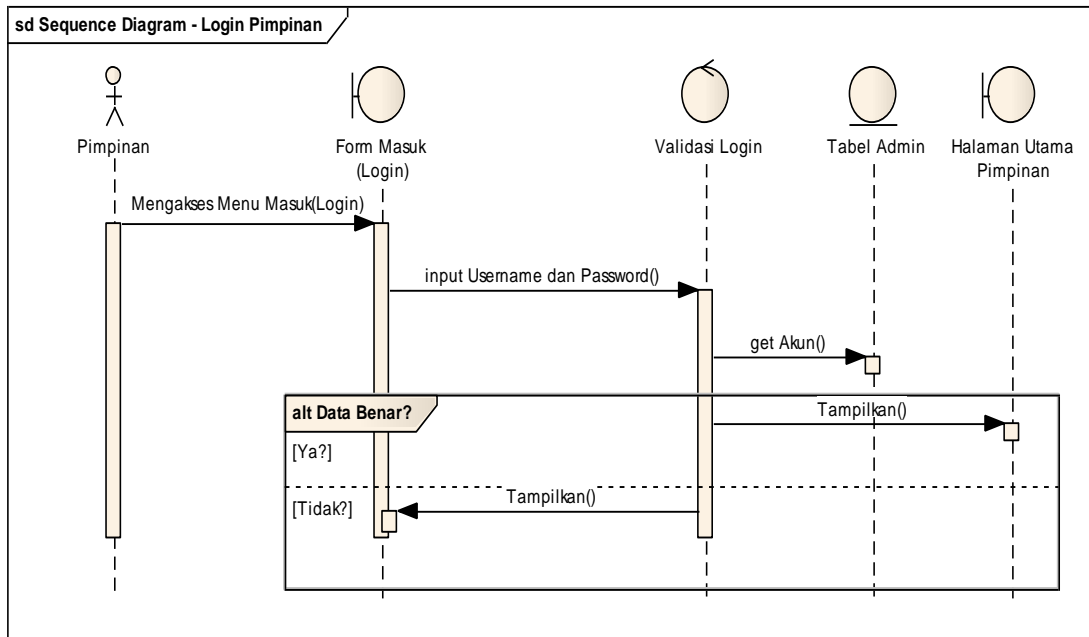 sd Sequence Diagram - Login Pimpinan
Pimpinan
Form Masuk
(Login)
Validasi Login
Tabel Admin
Halaman Utama
Pimpinan
Mengakses Menu Masuk(Login)
input Username dan Password()
get Akun()
alt Data Benar?
Tampilkan()
[Ya?]
[Tidak?]
Tampilkan()